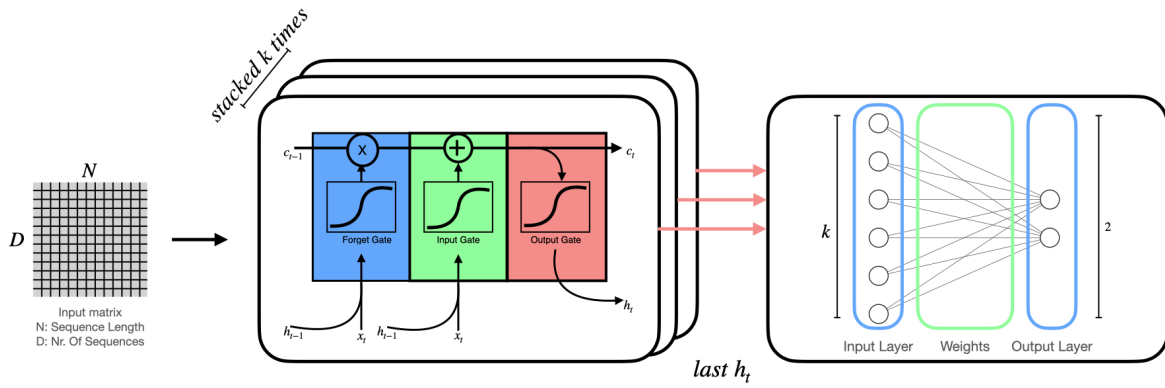 stacked k times
N
D
Input matrix
N: Sequence Length
D: Nr. Of Sequences
c_{t-1}
x
+
c_t
Forget Gate
Input Gate
Output Gate
h_{t-1}
x_t
h_{t-1}
x_t
h_t
last h_t
k
2
Input Layer
Weights
Output Layer